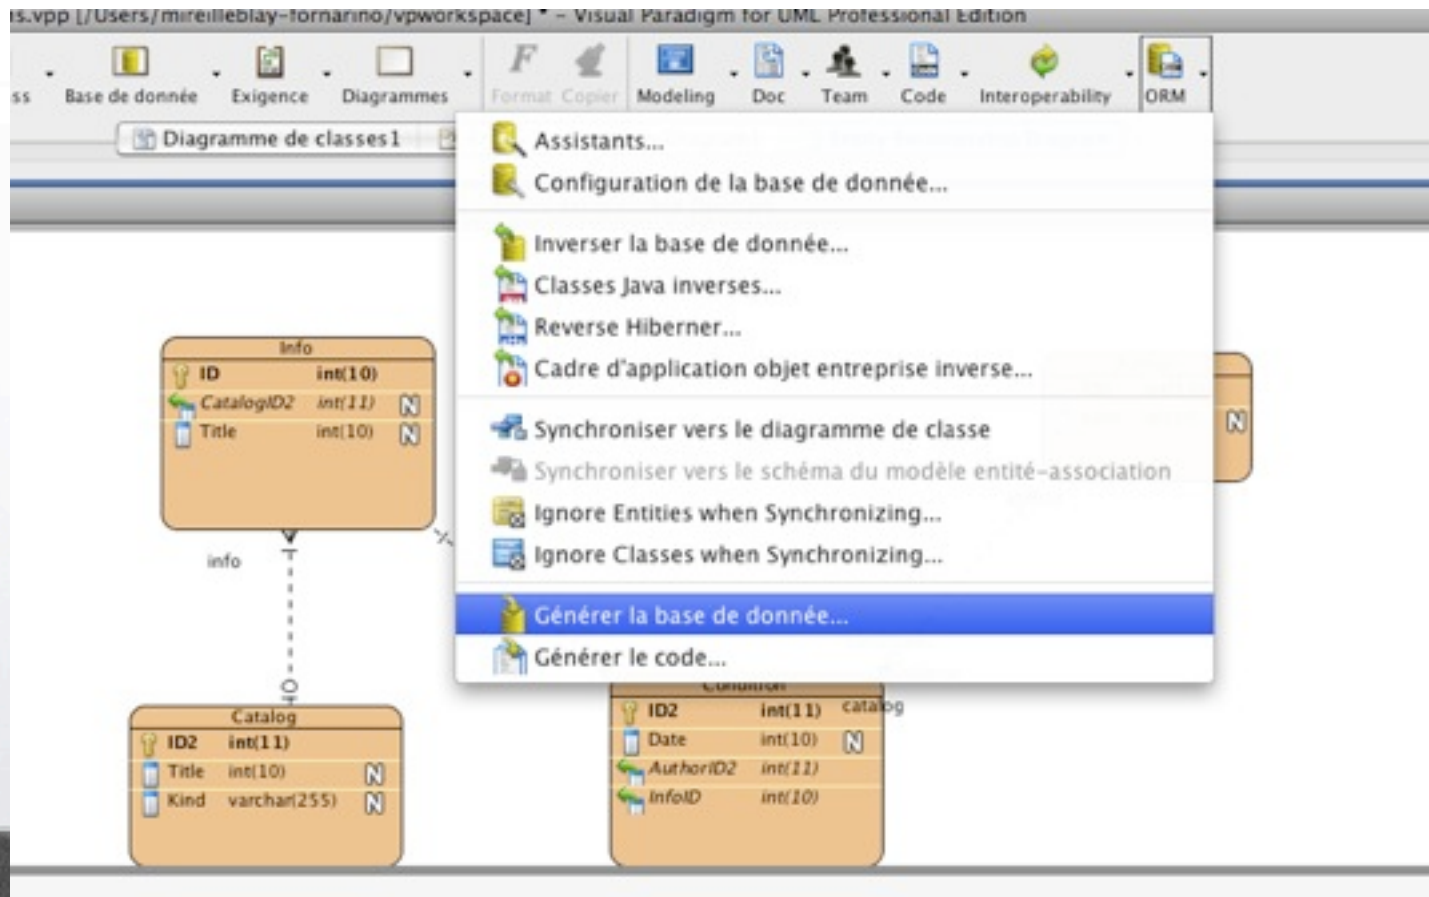 is.vpp [/Users/mireilleblay-fornarino/vpworkspace] * - Visual Paradigm for UML Professional Edition
ss Base de donnée Exigence Diagrammes Format Copier Modeling Doc Team Code Interoperability ORM
Diagramme de classes1
Assistants...
Configuration de la base de donnée...
Inverser la base de donnée...
Classes Java inverses...
Reverse Hiberner...
Cadre d'application objet entreprise inverse...
Synchroniser vers le diagramme de classe
Synchroniser vers le schéma du modèle entité-association
Ignore Entities when Synchronizing...
Ignore Classes when Synchronizing...
Générer la base de donnée...
Générer le code...
Info
ID int(10)
CatalogID2 int(11) N
Title int(10) N
N
info
Catalog
ID2 int(11)
Title int(10) N
Kind varchar(255) N
Condition
ID2 int(11) catalog
Date int(10) N
AuthorID2 int(11)
InfoID int(10)